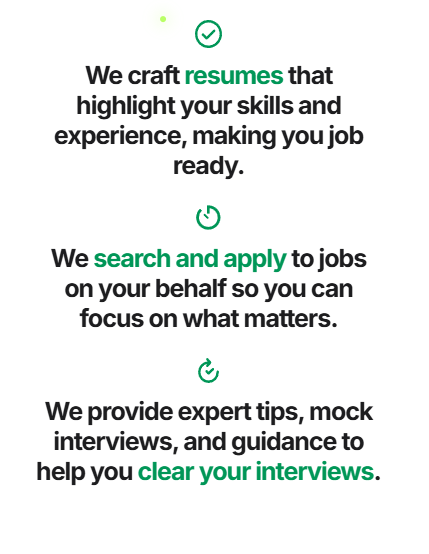 We craft resumes that
highlight your skills and
experience, making you job
ready.
We search and apply to jobs
on your behalf so you can
focus on what matters.
We provide expert tips, mock
interviews, and guidance to
help you clear your interviews.